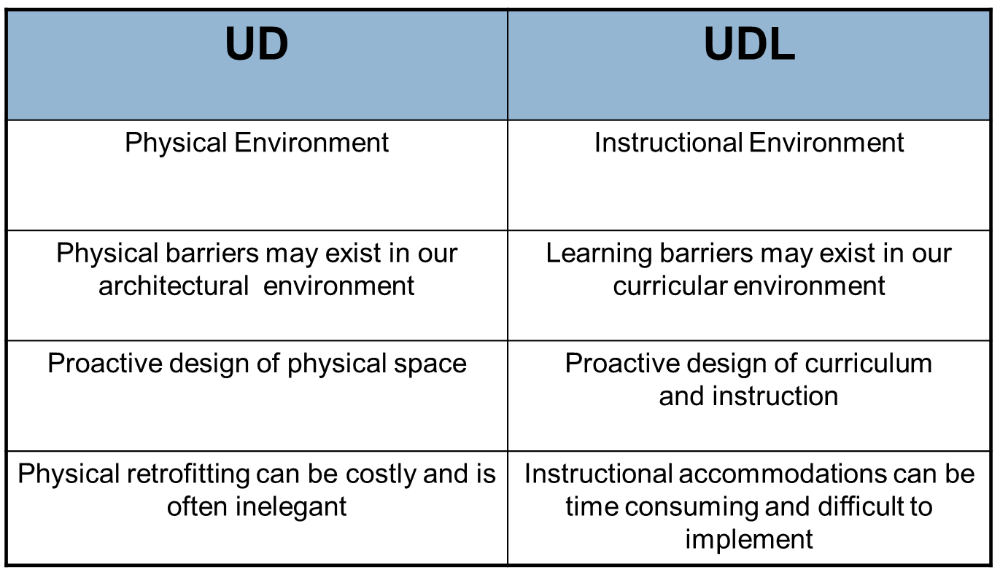 UD
UDL
Physical Environment
Instructional Environment
Physical barriers may exist in our
architectural environment
Learning barriers may exist in our
curricular environment
Proactive design of physical space
Proactive design of curriculum
and instruction
Physical retrofitting can be costly and is
often inelegant
Instructional accommodations can be
time consuming and difficult to
implement